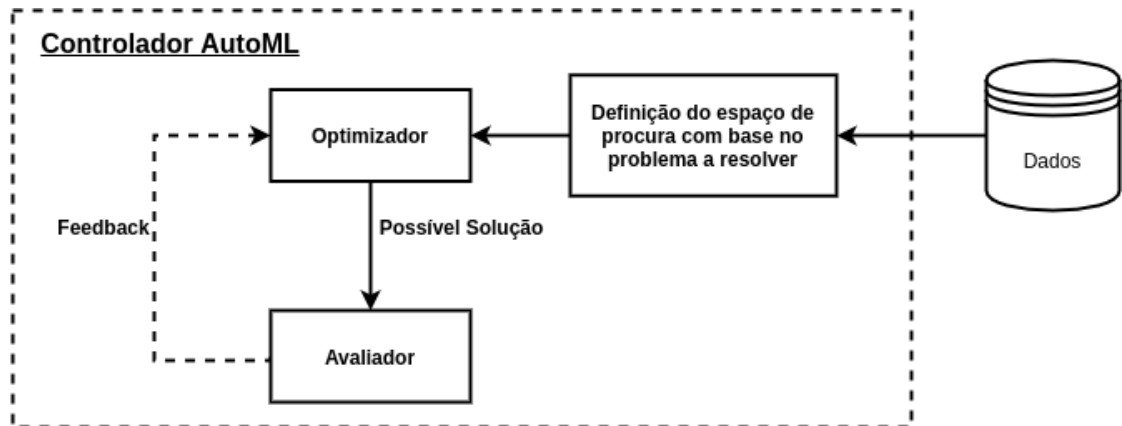 Controlador AutoML
Definição do espaço de
procura com base no
problema a resolver
Optimizador
Dados
Feedback
Possível Solução
Avaliador